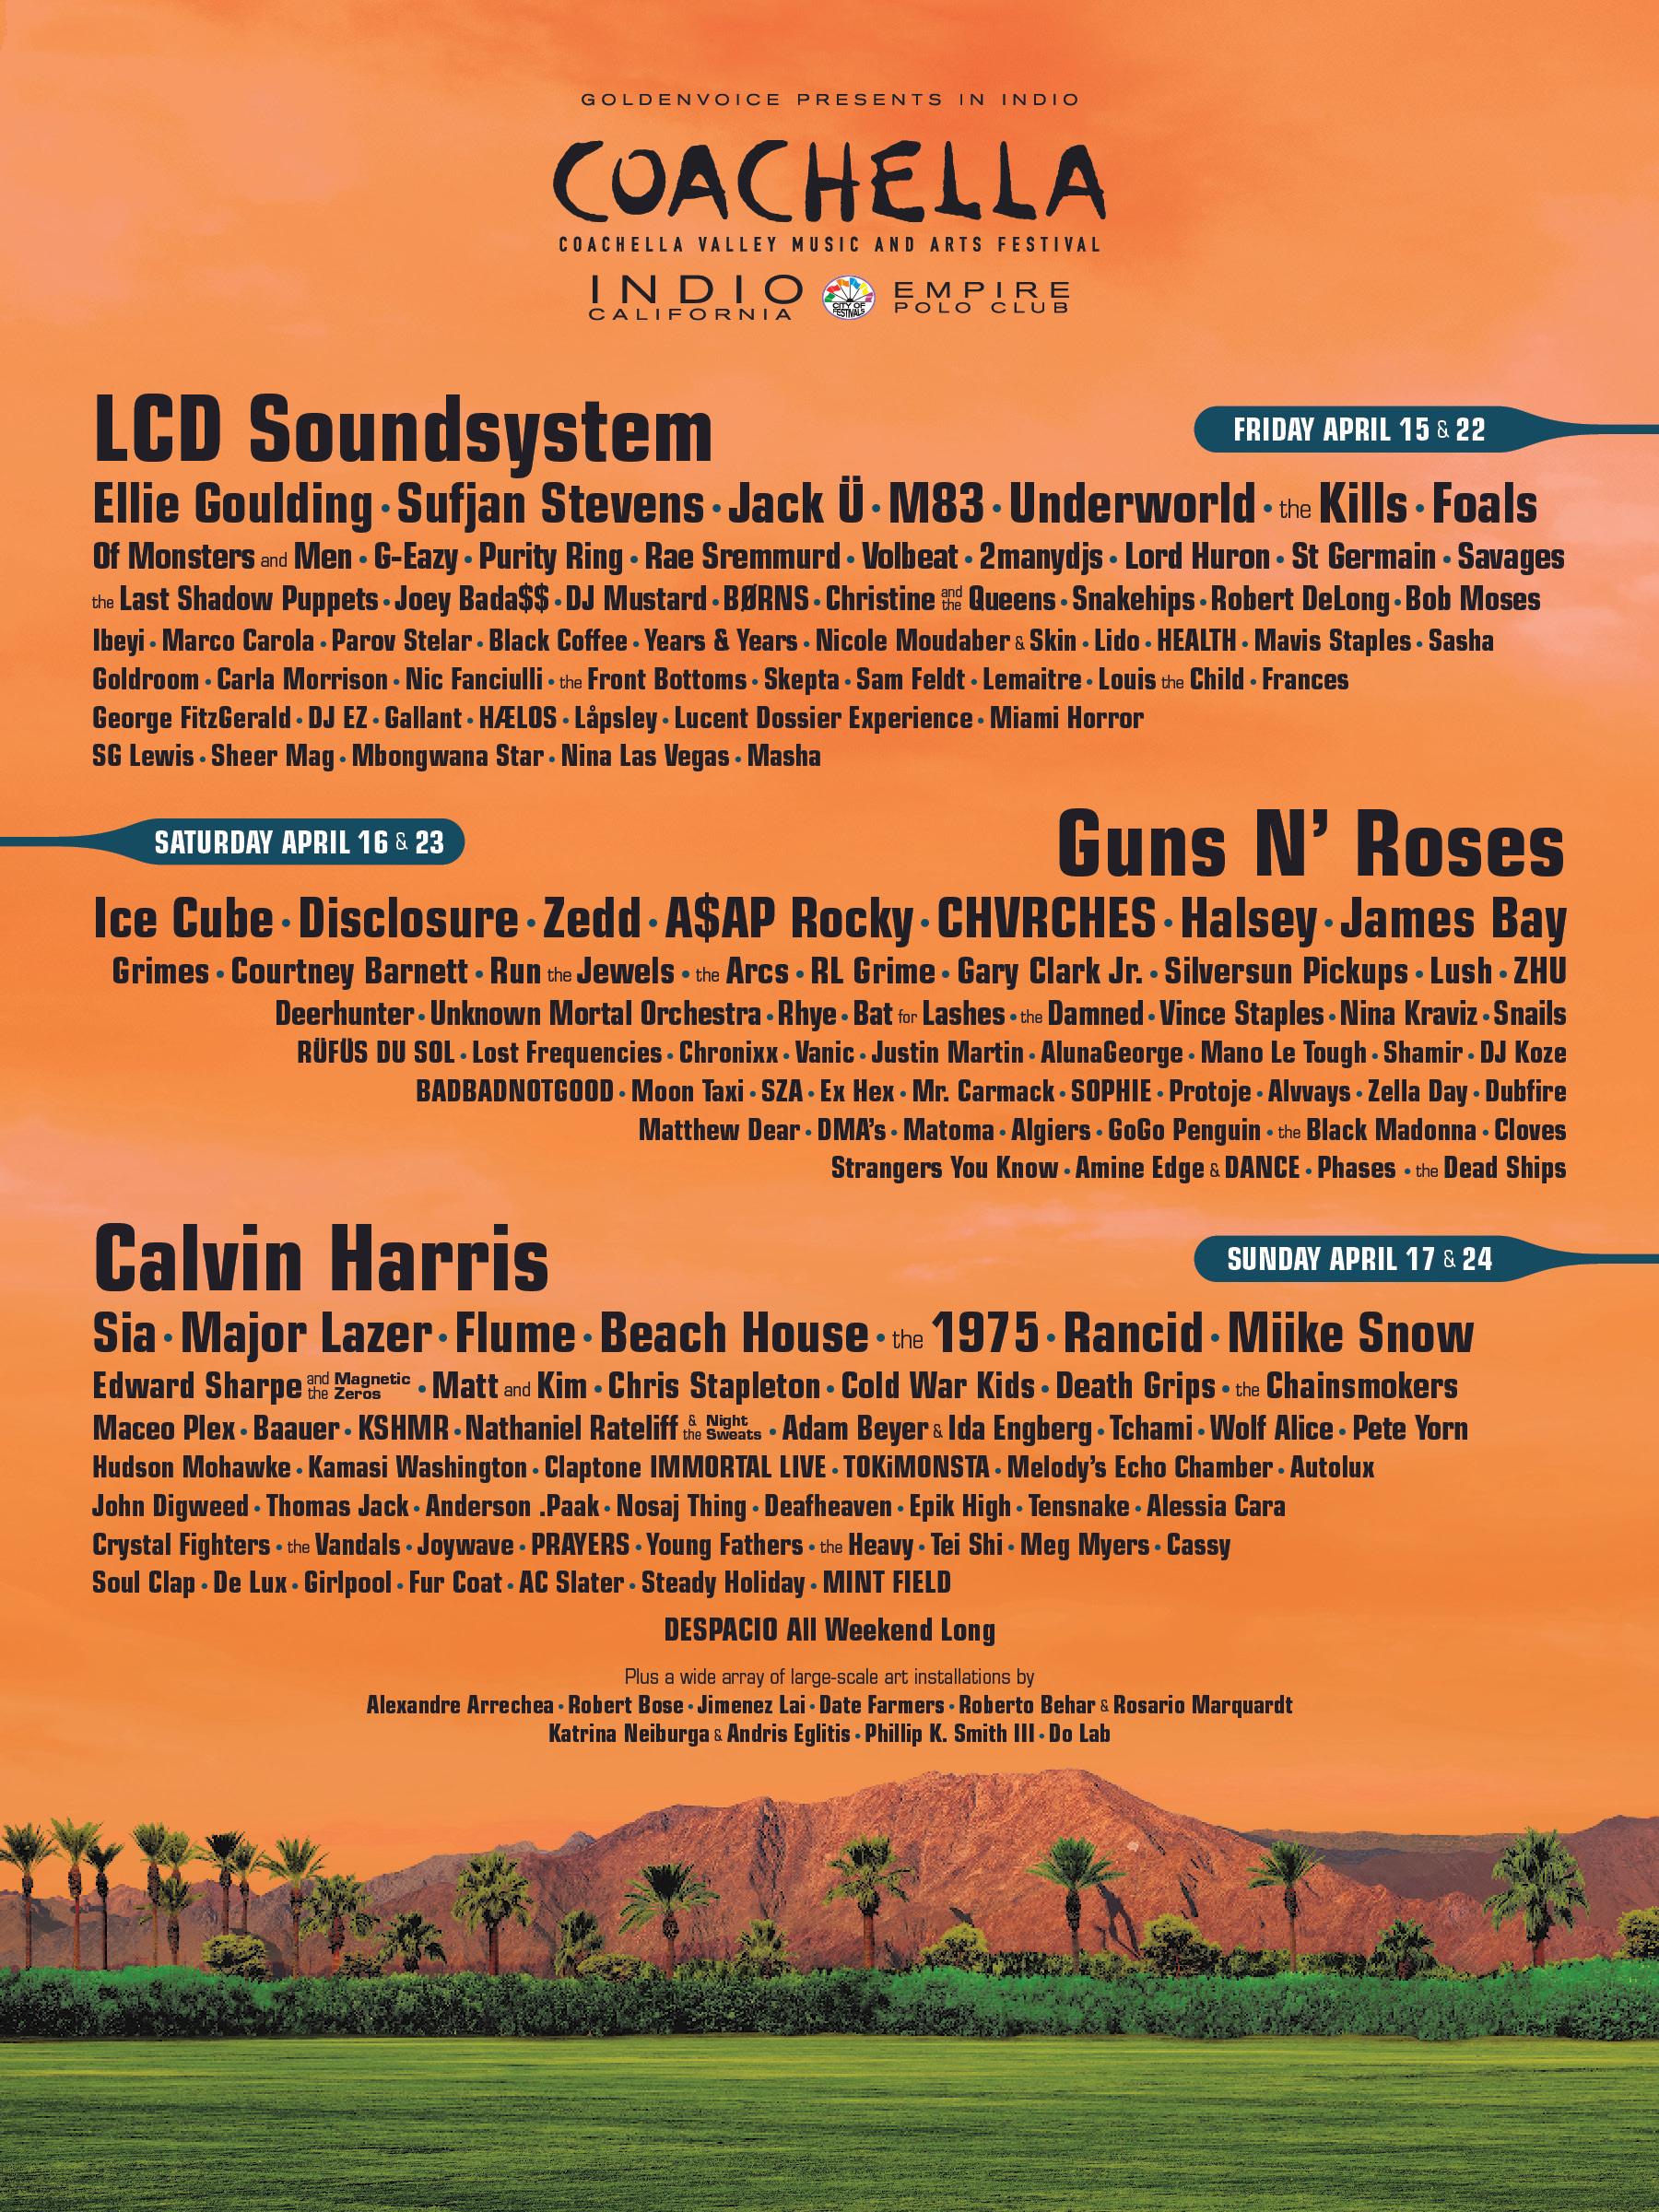 GOLDENVOICE PRESENTS IN INDIO
COACHELLA
COACHELLA VALLEY MUSIC AND ARTS FESTIVAL
INDIO CALIFORNIA
CITY OF FESTIVALS
EMPIRE POLO CLUB
LCD Soundsystem
FRIDAY APRIL 15 & 22
Ellie Goulding • Sufjan Stevens • Jack Ü • M83 • Underworld • the Kills • Foals
Of Monsters and Men • G-Eazy • Purity Ring • Rae Sremmurd • Volbeat • 2manydjs • Lord Huron • St Germain • Savages
the Last Shadow Puppets • Joey Bada$$ • DJ Mustard • BØRNS • Christine and the Queens • Snakehips • Robert DeLong • Bob Moses
Ibeyi • Marco Carola • Parov Stelar • Black Coffee • Years & Years • Nicole Moudaber & Skin • Lido • HEALTH • Mavis Staples • Sasha
Goldroom • Carla Morrison • Nic Fanciulli • the Front Bottoms • Skepta • Sam Feldt • Lemaitre • Louis the Child • Frances
George FitzGerald • DJ EZ • Gallant • HÆLOS • Låpsley • Lucent Dossier Experience • Miami Horror
SG Lewis • Sheer Mag • Mbongwana Star • Nina Las Vegas • Masha
SATURDAY APRIL 16 & 23
Guns N’ Roses
Ice Cube • Disclosure • Zedd • A$AP Rocky • CHVRCHES • Halsey • James Bay
Grimes • Courtney Barnett • Run the Jewels • the Arcs • RL Grime • Gary Clark Jr. • Silversun Pickups • Lush • ZHU
Deerhunter • Unknown Mortal Orchestra • Rhye • Bat for Lashes • the Damned • Vince Staples • Nina Kraviz • Snails
RÜFÜS DU SOL • Lost Frequencies • Chronixx • Vanic • Justin Martin • AlunaGeorge • Mano Le Tough • Shamir • DJ Koze
BADBADNOTGOOD • Moon Taxi • SZA • Ex Hex • Mr. Carmack • SOPHIE • Protoje • Alvvays • Zella Day • Dubfire
Matthew Dear • DMA’s • Matoma • Algiers • GoGo Penguin • the Black Madonna • Cloves
Strangers You Know • Amine Edge & DANCE • Phases • the Dead Ships
Calvin Harris
SUNDAY APRIL 17 & 24
Sia • Major Lazer • Flume • Beach House • the 1975 • Rancid • Miike Snow
Edward Sharpe and the Magnetic Zeros • Matt and Kim • Chris Stapleton • Cold War Kids • Death Grips • the Chainsmokers
Maceo Plex • Baauer • KSHMR • Nathaniel Rateliff & the Night Sweats • Adam Beyer & Ida Engberg • Tchami • Wolf Alice • Pete Yorn
Hudson Mohawke • Kamasi Washington • Claptone IMMORTAL LIVE • TOKiMONSTA • Melody’s Echo Chamber • Autolux
John Digweed • Thomas Jack • Anderson .Paak • Nosaj Thing • Deafheaven • Epik High • Tensnake • Alessia Cara
Crystal Fighters • the Vandals • Joywave • PRAYERS • Young Fathers • the Heavy • Tei Shi • Meg Myers • Cassy
Soul Clap • De Lux • Girlpool • Fur Coat • AC Slater • Steady Holiday • MINT FIELD
DESPACIO All Weekend Long
Plus a wide array of large-scale art installations by
Alexandre Arrechea • Robert Bose • Jimenez Lai • Date Farmers • Roberto Behar & Rosario Marquardt
Katrina Neiburga & Andris Eglitis • Phillip K. Smith III • Do Lab